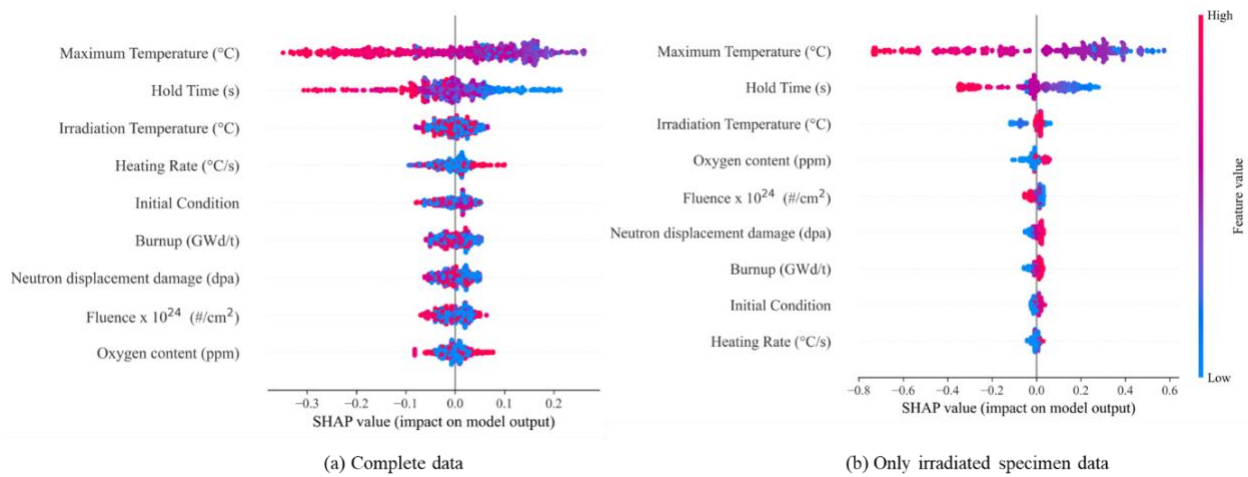 Maximum Temperature (°C)
Hold Time (s)
Irradiation Temperature (°C)
Heating Rate (°C/s)
Initial Condition
Burnup (GWd/t)
Neutron displacement damage (dpa)
Fluence x 10²⁴ (#/cm²)
Oxygen content (ppm)
−0.3 −0.2 −0.1 0.0 0.1 0.2
SHAP value (impact on model output)
(a) Complete data
Maximum Temperature (°C)
Hold Time (s)
Irradiation Temperature (°C)
Oxygen content (ppm)
Fluence x 10²⁴ (#/cm²)
Neutron displacement damage (dpa)
Burnup (GWd/t)
Initial Condition
Heating Rate (°C/s)
−0.8 −0.6 −0.4 −0.2 0.0 0.2 0.4 0.6
SHAP value (impact on model output)
(b) Only irradiated specimen data
High
Feature value
Low